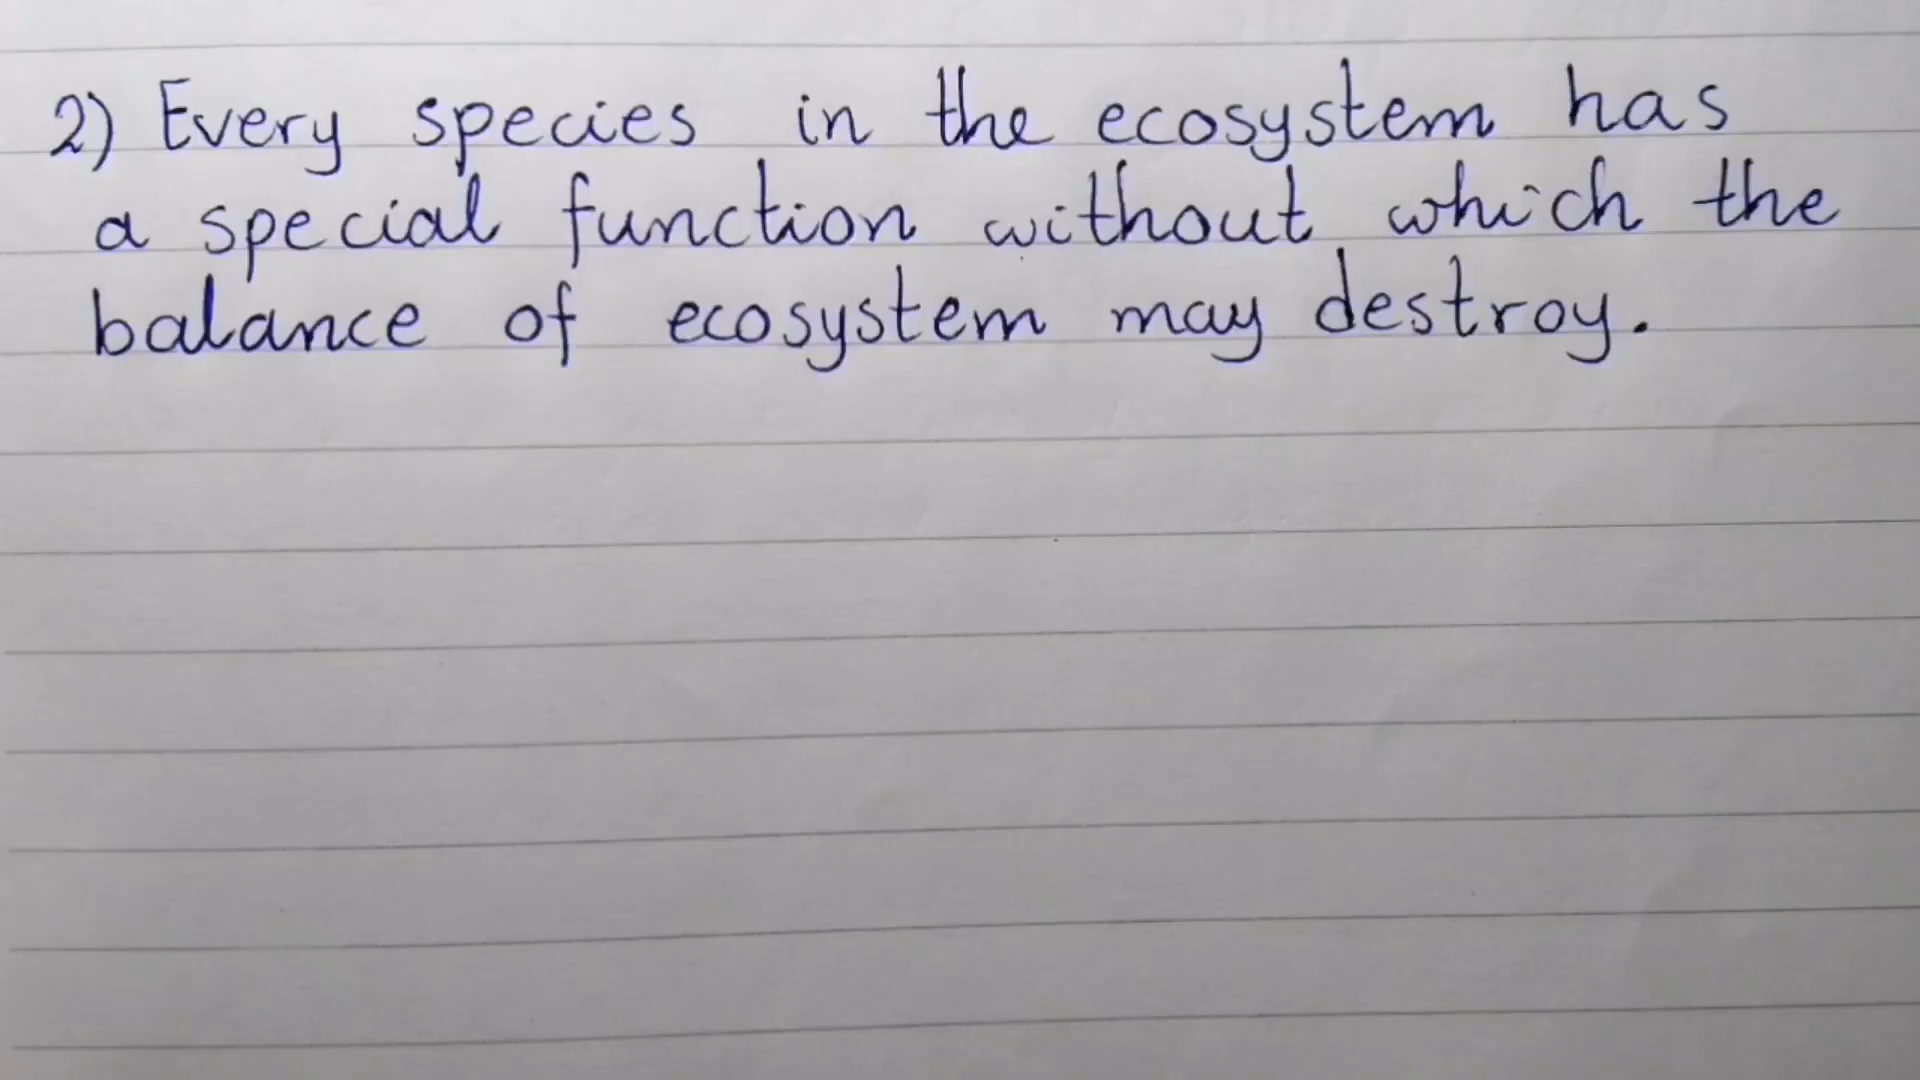 2) Every species in the ecosystem has
a special function without which the
balance of ecosystem may destroy.